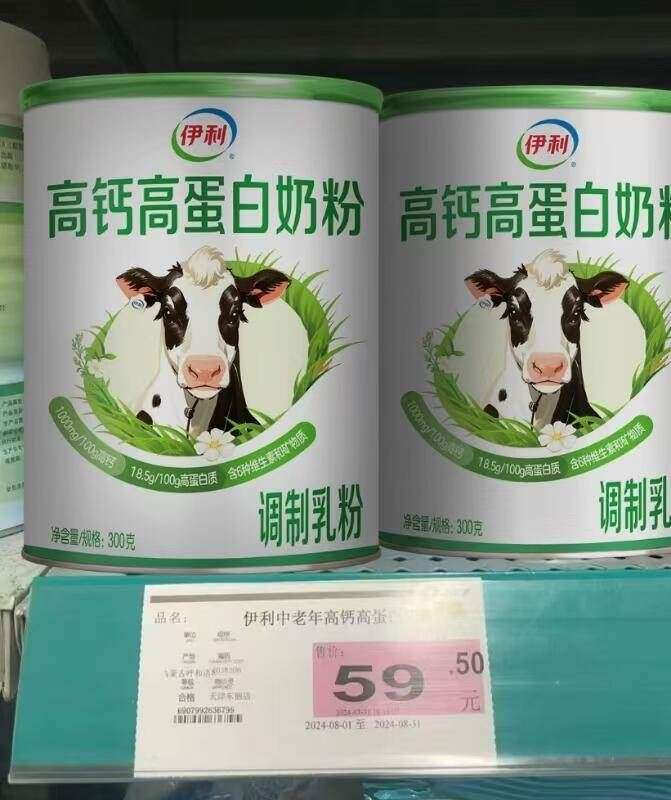 伊利
高钙高蛋白奶粉
1000mg/100g高钙
18.5g/100g高蛋白质
含6种维生素和矿物质
调制乳粉
净含量/规格: 300克
伊利
高钙高蛋白奶
1000mg/100g高钙
18.5g/100g高蛋白质
含6种维生素和矿物质
调制乳
净含量/规格: 300克
品名: 伊利中老年高钙高蛋
售价:
59.50
元
合格
6907992636795
2024-08-01 至 2024-08-31